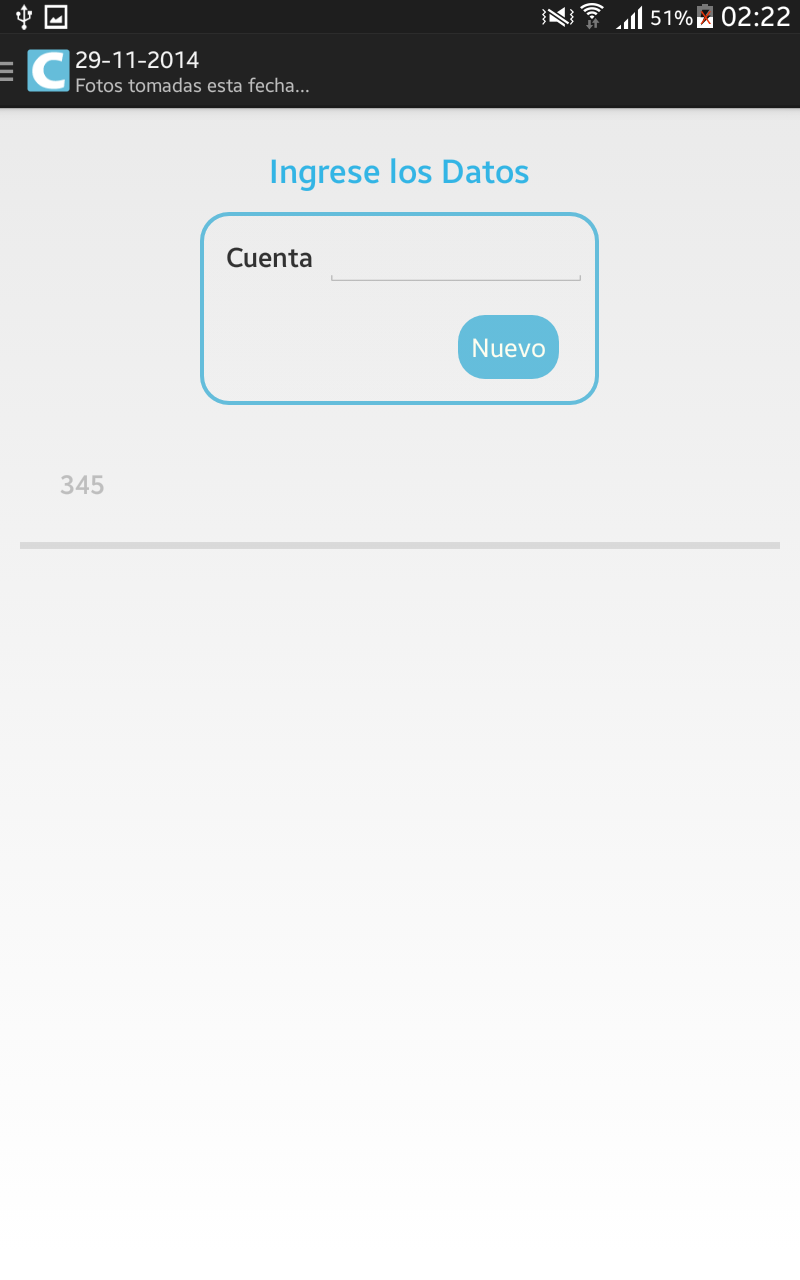 51% 02:22
C
29-11-2014
Fotos tomadas esta fecha...
Ingrese los Datos
Cuenta
Nuevo
345